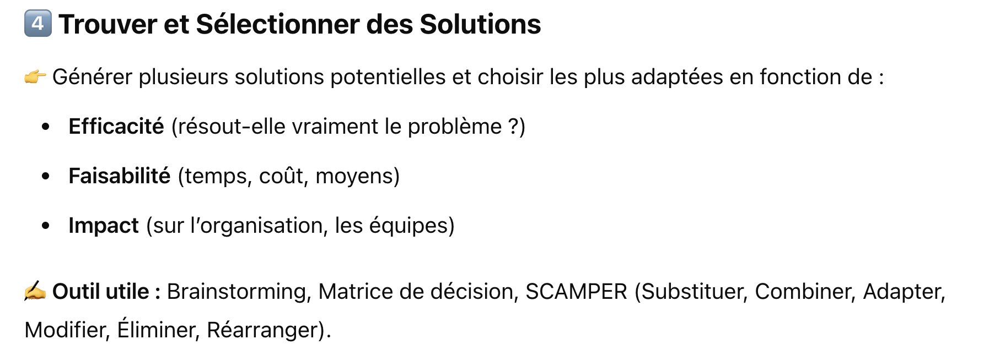 4️⃣ Trouver et Sélectionner des Solutions
👉 Générer plusieurs solutions potentielles et choisir les plus adaptées en fonction de :
• Efficacité (résout-elle vraiment le problème ?)
• Faisabilité (temps, coût, moyens)
• Impact (sur l’organisation, les équipes)
✍️ Outil utile : Brainstorming, Matrice de décision, SCAMPER (Substituer, Combiner, Adapter,
Modifier, Éliminer, Réarranger).